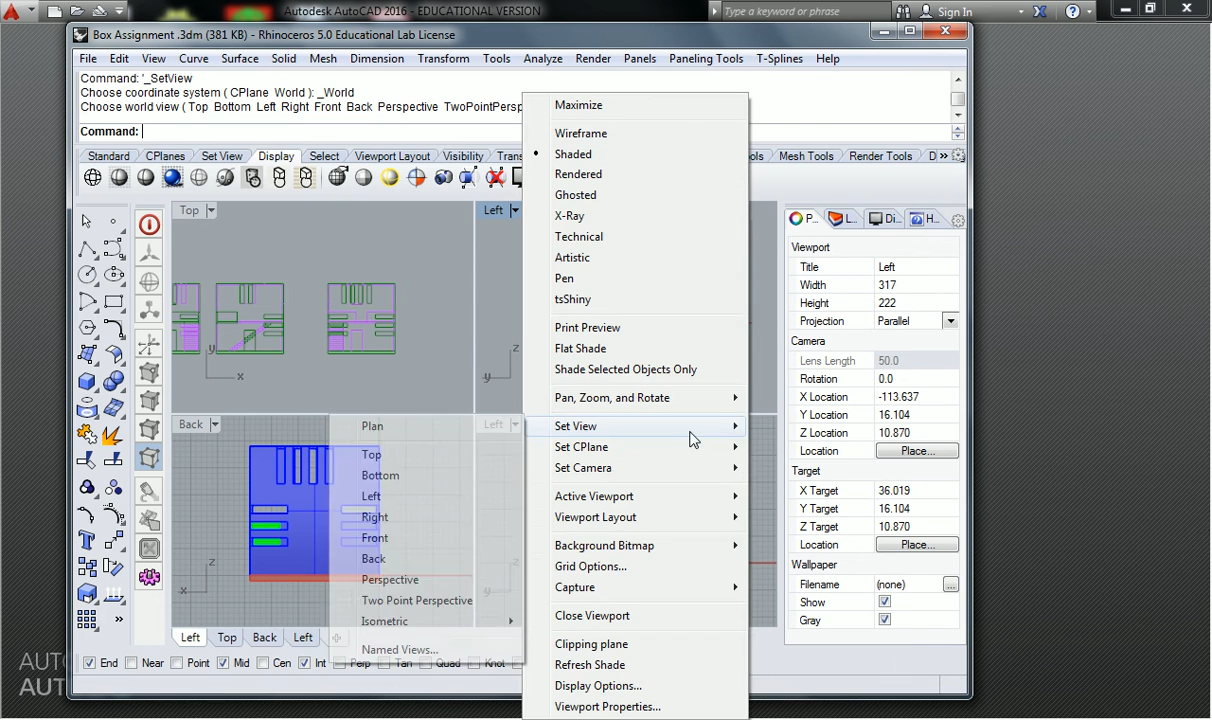 Autodesk AutoCAD 2016 - EDUCATIONAL VERSION
Type a keyword or phrase
Sign In
Box Assignment .3dm (381 KB) - Rhinoceros 5.0 Educational Lab License
File Edit View Curve Surface Solid Mesh Dimension Transform Tools Analyze Render Panels Paneling Tools T-Splines Help
Command: '_SetView
Choose coordinate system ( CPlane World ): _World
Choose world view ( Top Bottom Left Right Front Back Perspective TwoPointPersp
Command:
Standard CPlanes Set View Display Select Viewport Layout Visibility Trans
Mesh Tools Render Tools D
Top
Left
Back
Left
y
x
z
y
z
x
z
y
Maximize
Wireframe
Shaded
Rendered
Ghosted
X-Ray
Technical
Artistic
Pen
tsShiny
Print Preview
Flat Shade
Shade Selected Objects Only
Pan, Zoom, and Rotate
Set View
Set CPlane
Set Camera
Active Viewport
Viewport Layout
Background Bitmap
Grid Options...
Capture
Close Viewport
Clipping plane
Refresh Shade
Display Options...
Viewport Properties...
Plan
Top
Bottom
Left
Right
Front
Back
Perspective
Two Point Perspective
Isometric
Named Views...
P... L... Di... H...
Viewport
Title Left
Width 317
Height 222
Projection Parallel
Camera
Lens Length 50.0
Rotation 0.0
X Location -113.637
Y Location 16.104
Z Location 10.870
Location Place...
Target
X Target 36.019
Y Target 16.104
Z Target 10.870
Location Place...
Wallpaper
Filename (none) ...
Show
Gray
Left Top Back Left
End Near Point Mid Cen Int Perp Tan Quad Knot
AUTO
AUT